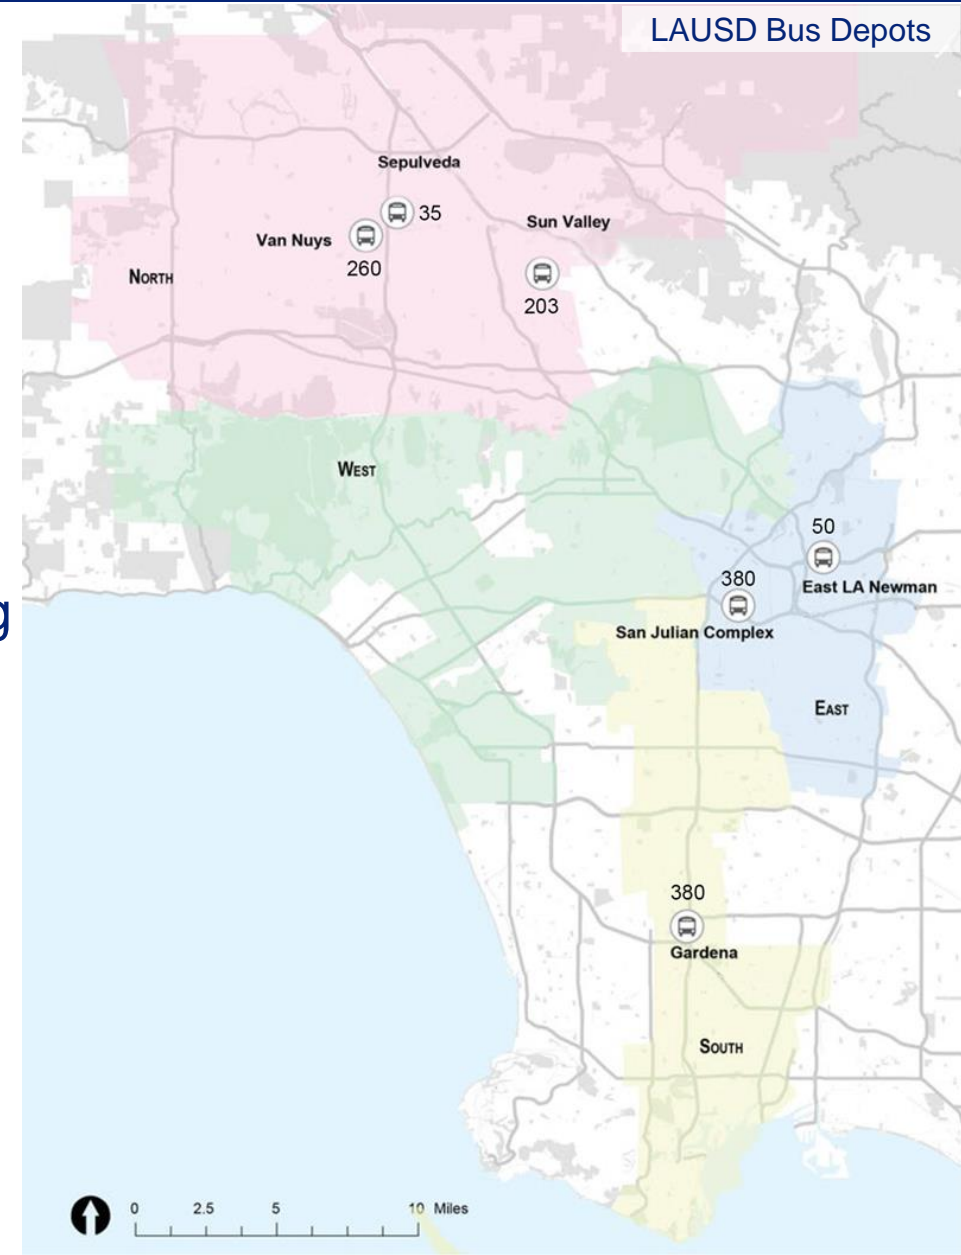 LAUSD Bus Depots
Sepulveda
35
Sun Valley
Van Nuys
260
NORTH
203
WEST
50
East LA Newman
380
San Julian Complex
EAST
g
380
Gardena
SOUTH
0 2.5 5 10 Miles